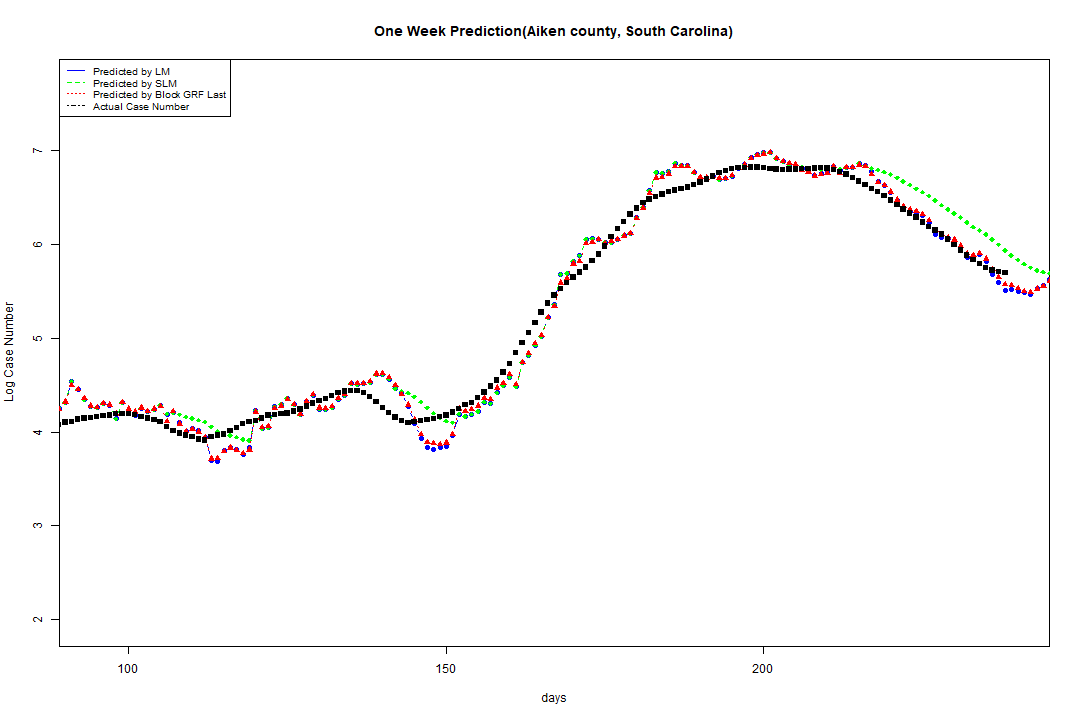 One Week Prediction(Aiken county, South Carolina)
Predicted by LM
Predicted by SLM
Predicted by Block GRF Last
Actual Case Number
7
6
5
4
3
2
Log Case Number
100 150 200
days